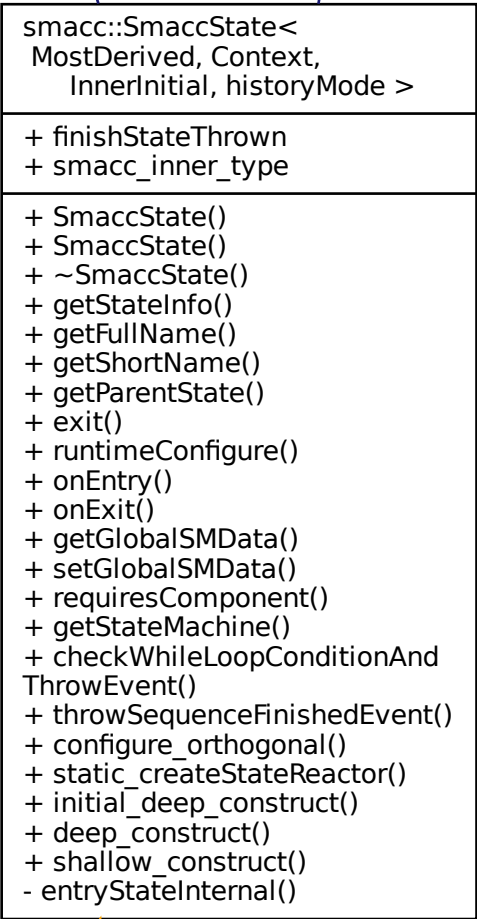 smacc::SmaccState<
MostDerived, Context,
InnerInitial, historyMode >
+ finishStateThrown
+ smacc_inner_type
+ SmaccState()
+ SmaccState()
+ ~SmaccState()
+ getStateInfo()
+ getFullName()
+ getShortName()
+ getParentState()
+ exit()
+ runtimeConfigure()
+ onEntry()
+ onExit()
+ getGlobalSMData()
+ setGlobalSMData()
+ requiresComponent()
+ getStateMachine()
+ checkWhileLoopConditionAnd
ThrowEvent()
+ throwSequenceFinishedEvent()
+ configure_orthogonal()
+ static_createStateReactor()
+ initial_deep_construct()
+ deep_construct()
+ shallow_construct()
- entryStateInternal()